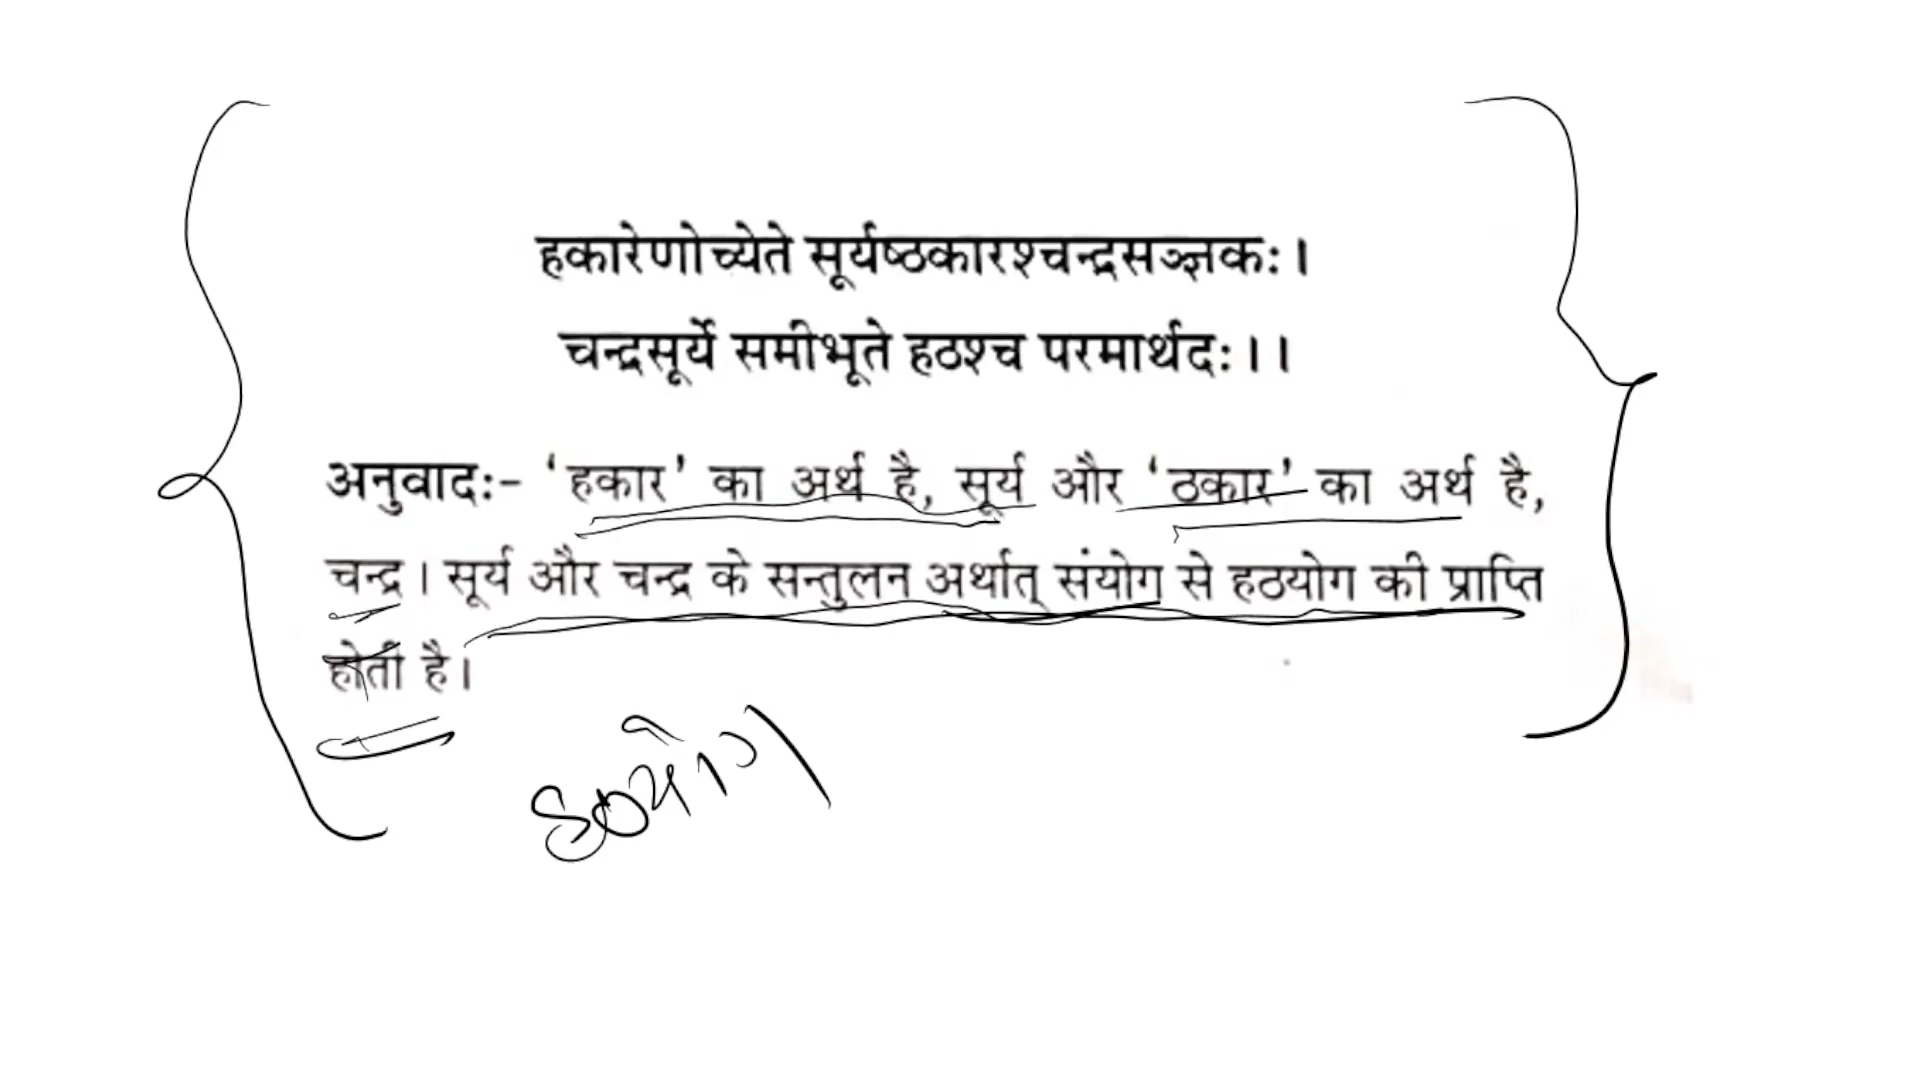 हकारेणोच्येते सूर्यष्ठकारश्चन्द्रसञ्ज्ञकः।
चन्द्रसूर्ये समीभूते हठश्च परमार्थदः।।
अनुवादः- ‘हकार’ का अर्थ है, सूर्य और ‘ठकार’ का अर्थ है,
चन्द्र। सूर्य और चन्द्र के सन्तुलन अर्थात् संयोग से हठयोग की प्राप्ति
होती है।
हठयोग